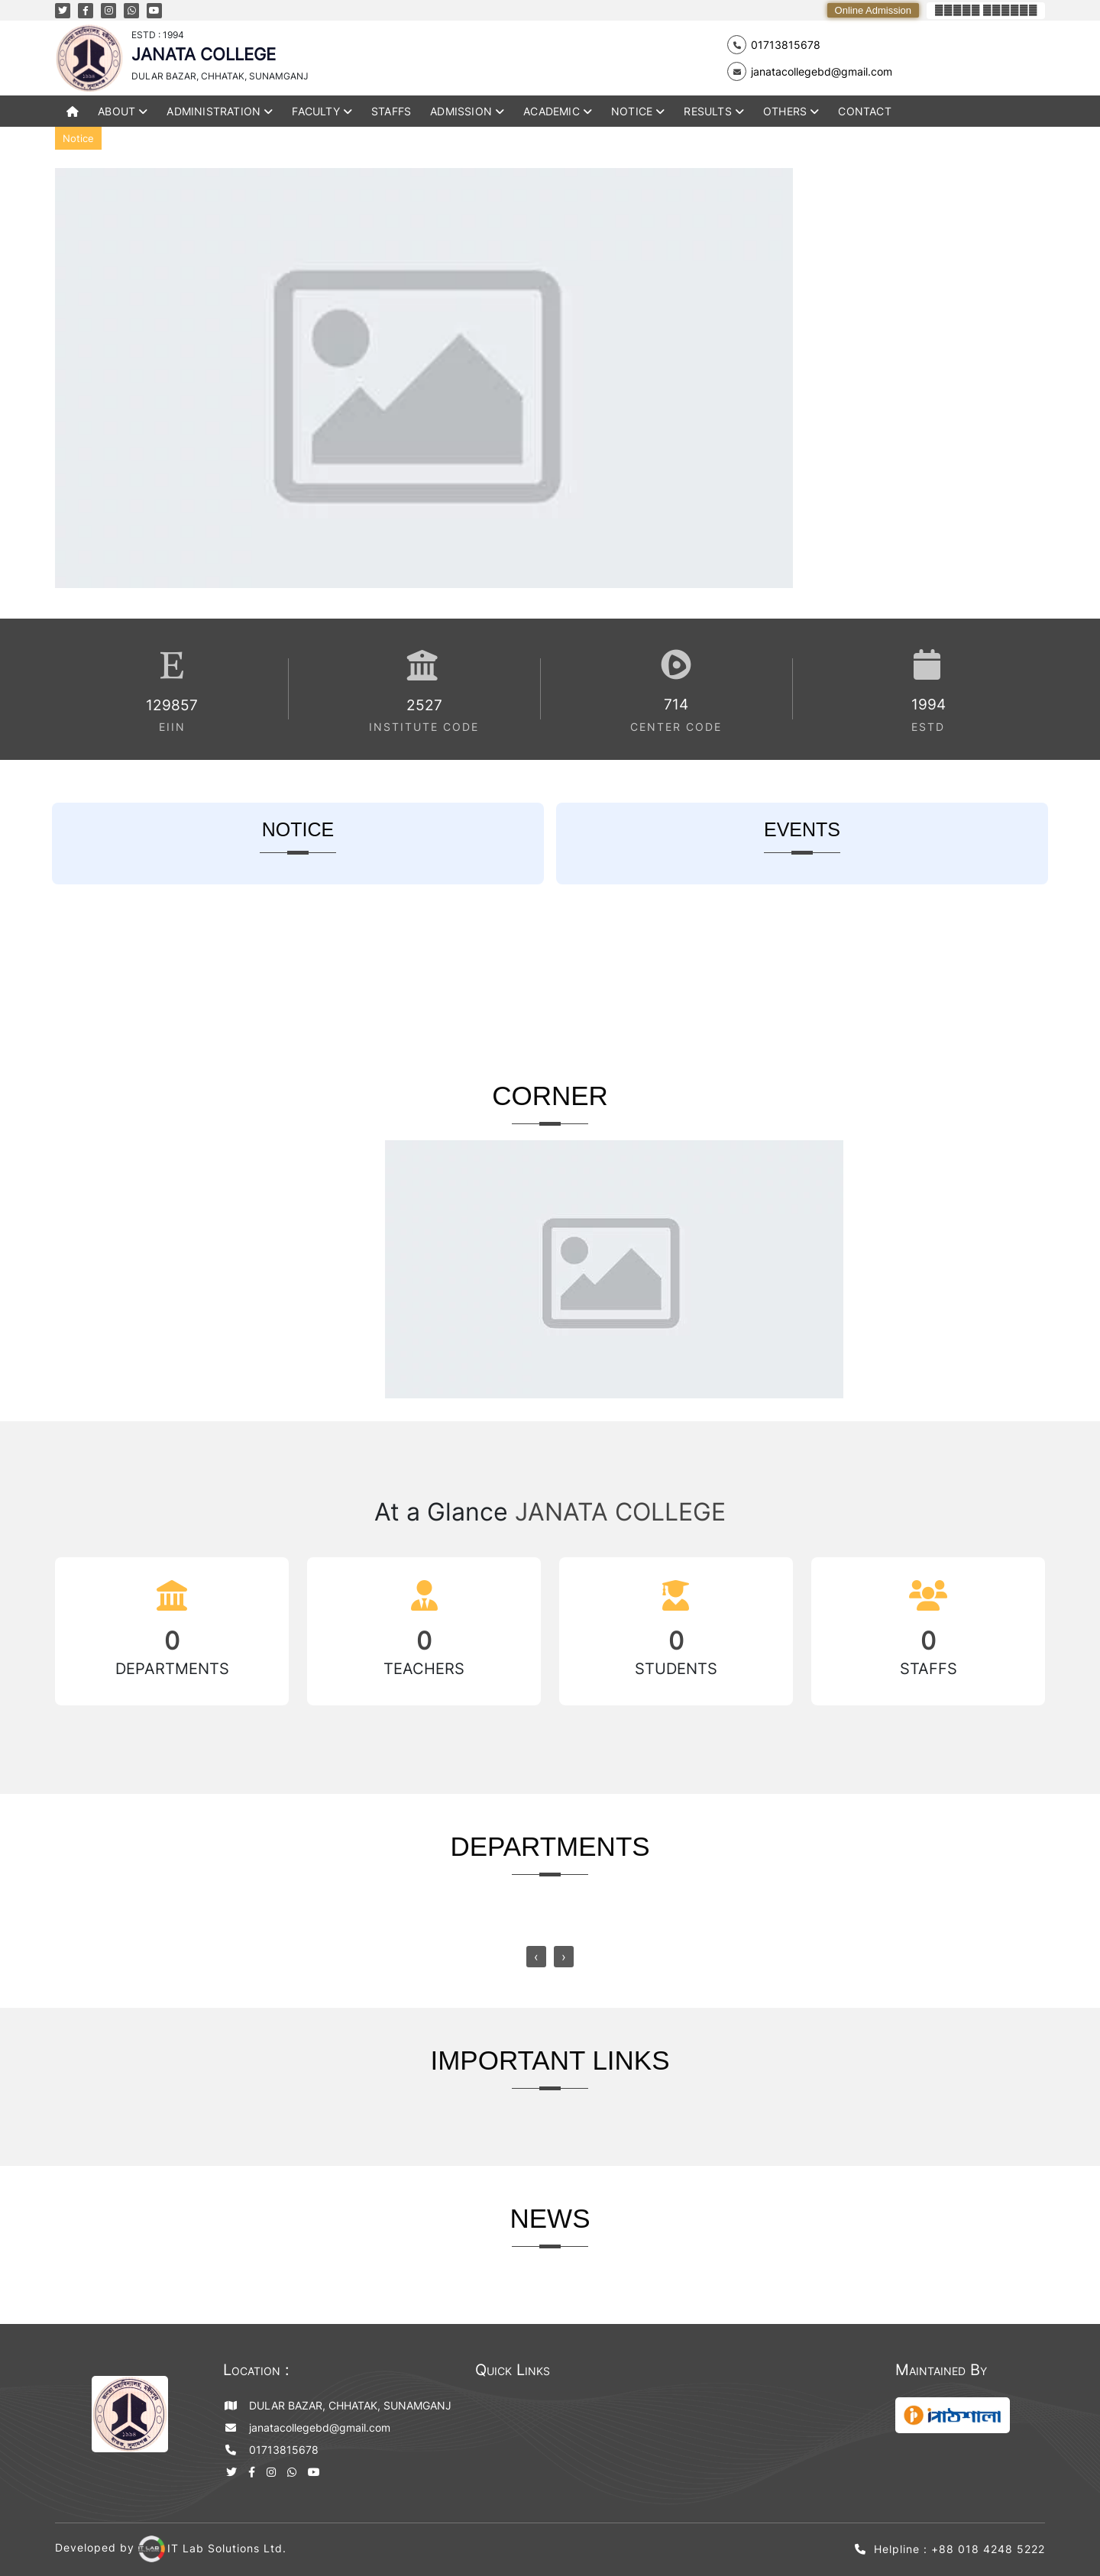 Online Admission
ESTD : 1994
JANATA COLLEGE
DULAR BAZAR, CHHATAK, SUNAMGANJ
01713815678
janatacollegebd@gmail.com
ABOUT ADMINISTRATION FACULTY STAFFS ADMISSION ACADEMIC NOTICE RESULTS OTHERS CONTACT
Notice
E
129857
EIIN
2527
INSTITUTE CODE
714
CENTER CODE
1994
ESTD
NOTICE
EVENTS
CORNER
At a Glance JANATA COLLEGE
0
DEPARTMENTS
0
TEACHERS
0
STUDENTS
0
STAFFS
DEPARTMENTS
‹ ›
IMPORTANT LINKS
NEWS
Location :
DULAR BAZAR, CHHATAK, SUNAMGANJ
janatacollegebd@gmail.com
01713815678
Quick Links
Maintained By
পাঠশালা
Developed by IT Lab Solutions Ltd.
Helpline : +88 018 4248 5222